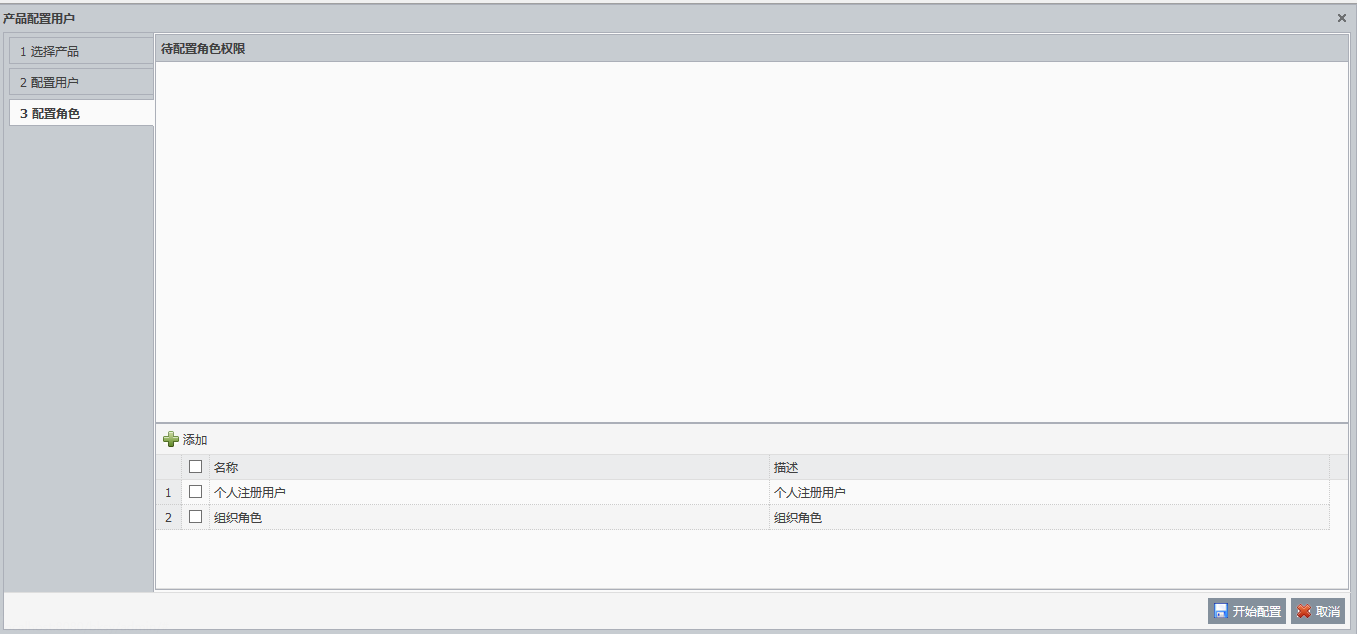 产品配置用户
1 选择产品
2 配置用户
3 配置角色
待配置角色权限
添加
名称 描述
1 个人注册用户 个人注册用户
2 组织角色 组织角色
开始配置 取消